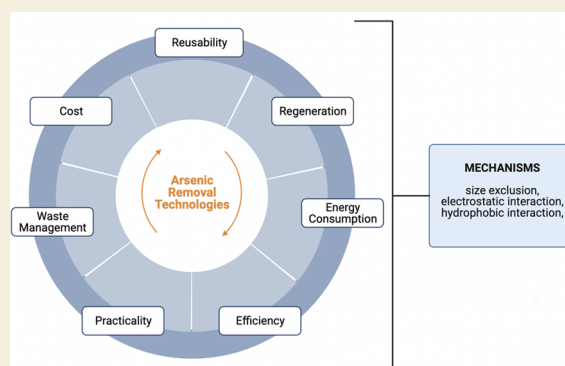 Reusability
Cost
Regeneration
Arsenic
Removal
Technologies
Waste
Management
Energy
Consumption
Practicality
Efficiency
MECHANISMS
size exclusion,
electrostatic interaction,
hydrophobic interaction,